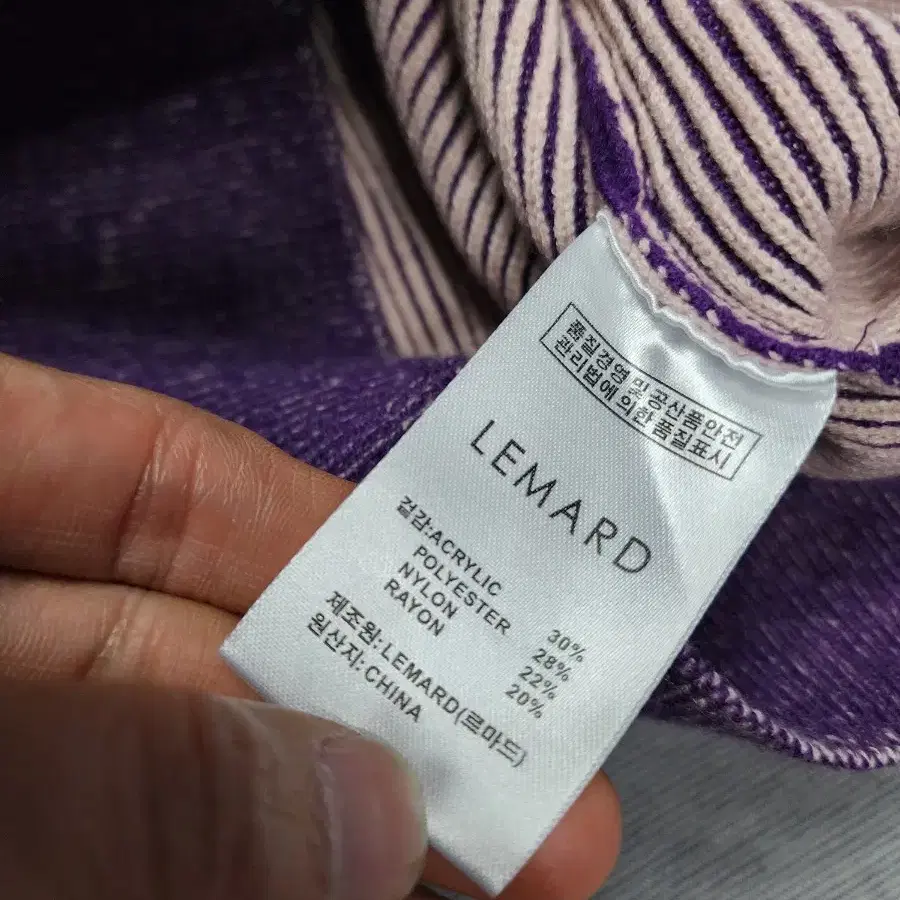 품질경영 및 공산품안전
관리법에 의한 품질표시
LEMARD
겉감:ACRYLIC 30%
POLYESTER 28%
NYLON 22%
RAYON 20%
제조원:LEMARD(르마드)
원산지:CHINA